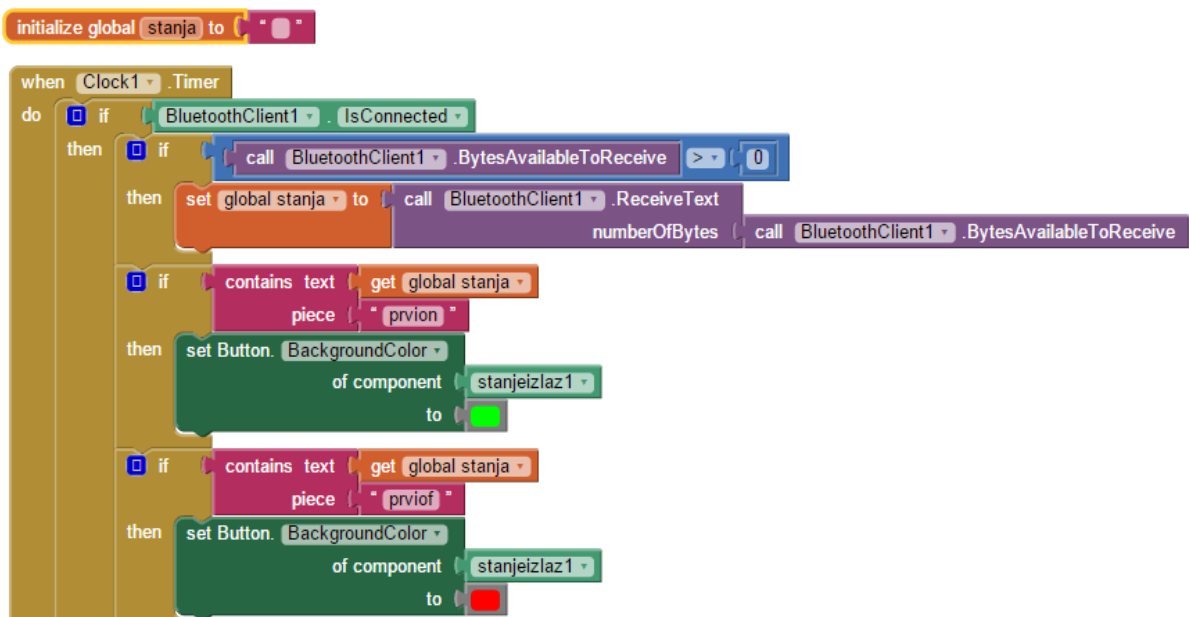 initialize global stanja to " "
when Clock1 .Timer
do if BluetoothClient1 . IsConnected
then if call BluetoothClient1 .BytesAvailableToReceive > 0
then set global stanja to call BluetoothClient1 .ReceiveText
numberOfBytes call BluetoothClient1 .BytesAvailableToReceive
if contains text get global stanja
piece " prvion "
then set Button. BackgroundColor
of component stanjeizlaz1
to
if contains text get global stanja
piece " prviof "
then set Button. BackgroundColor
of component stanjeizlaz1
to